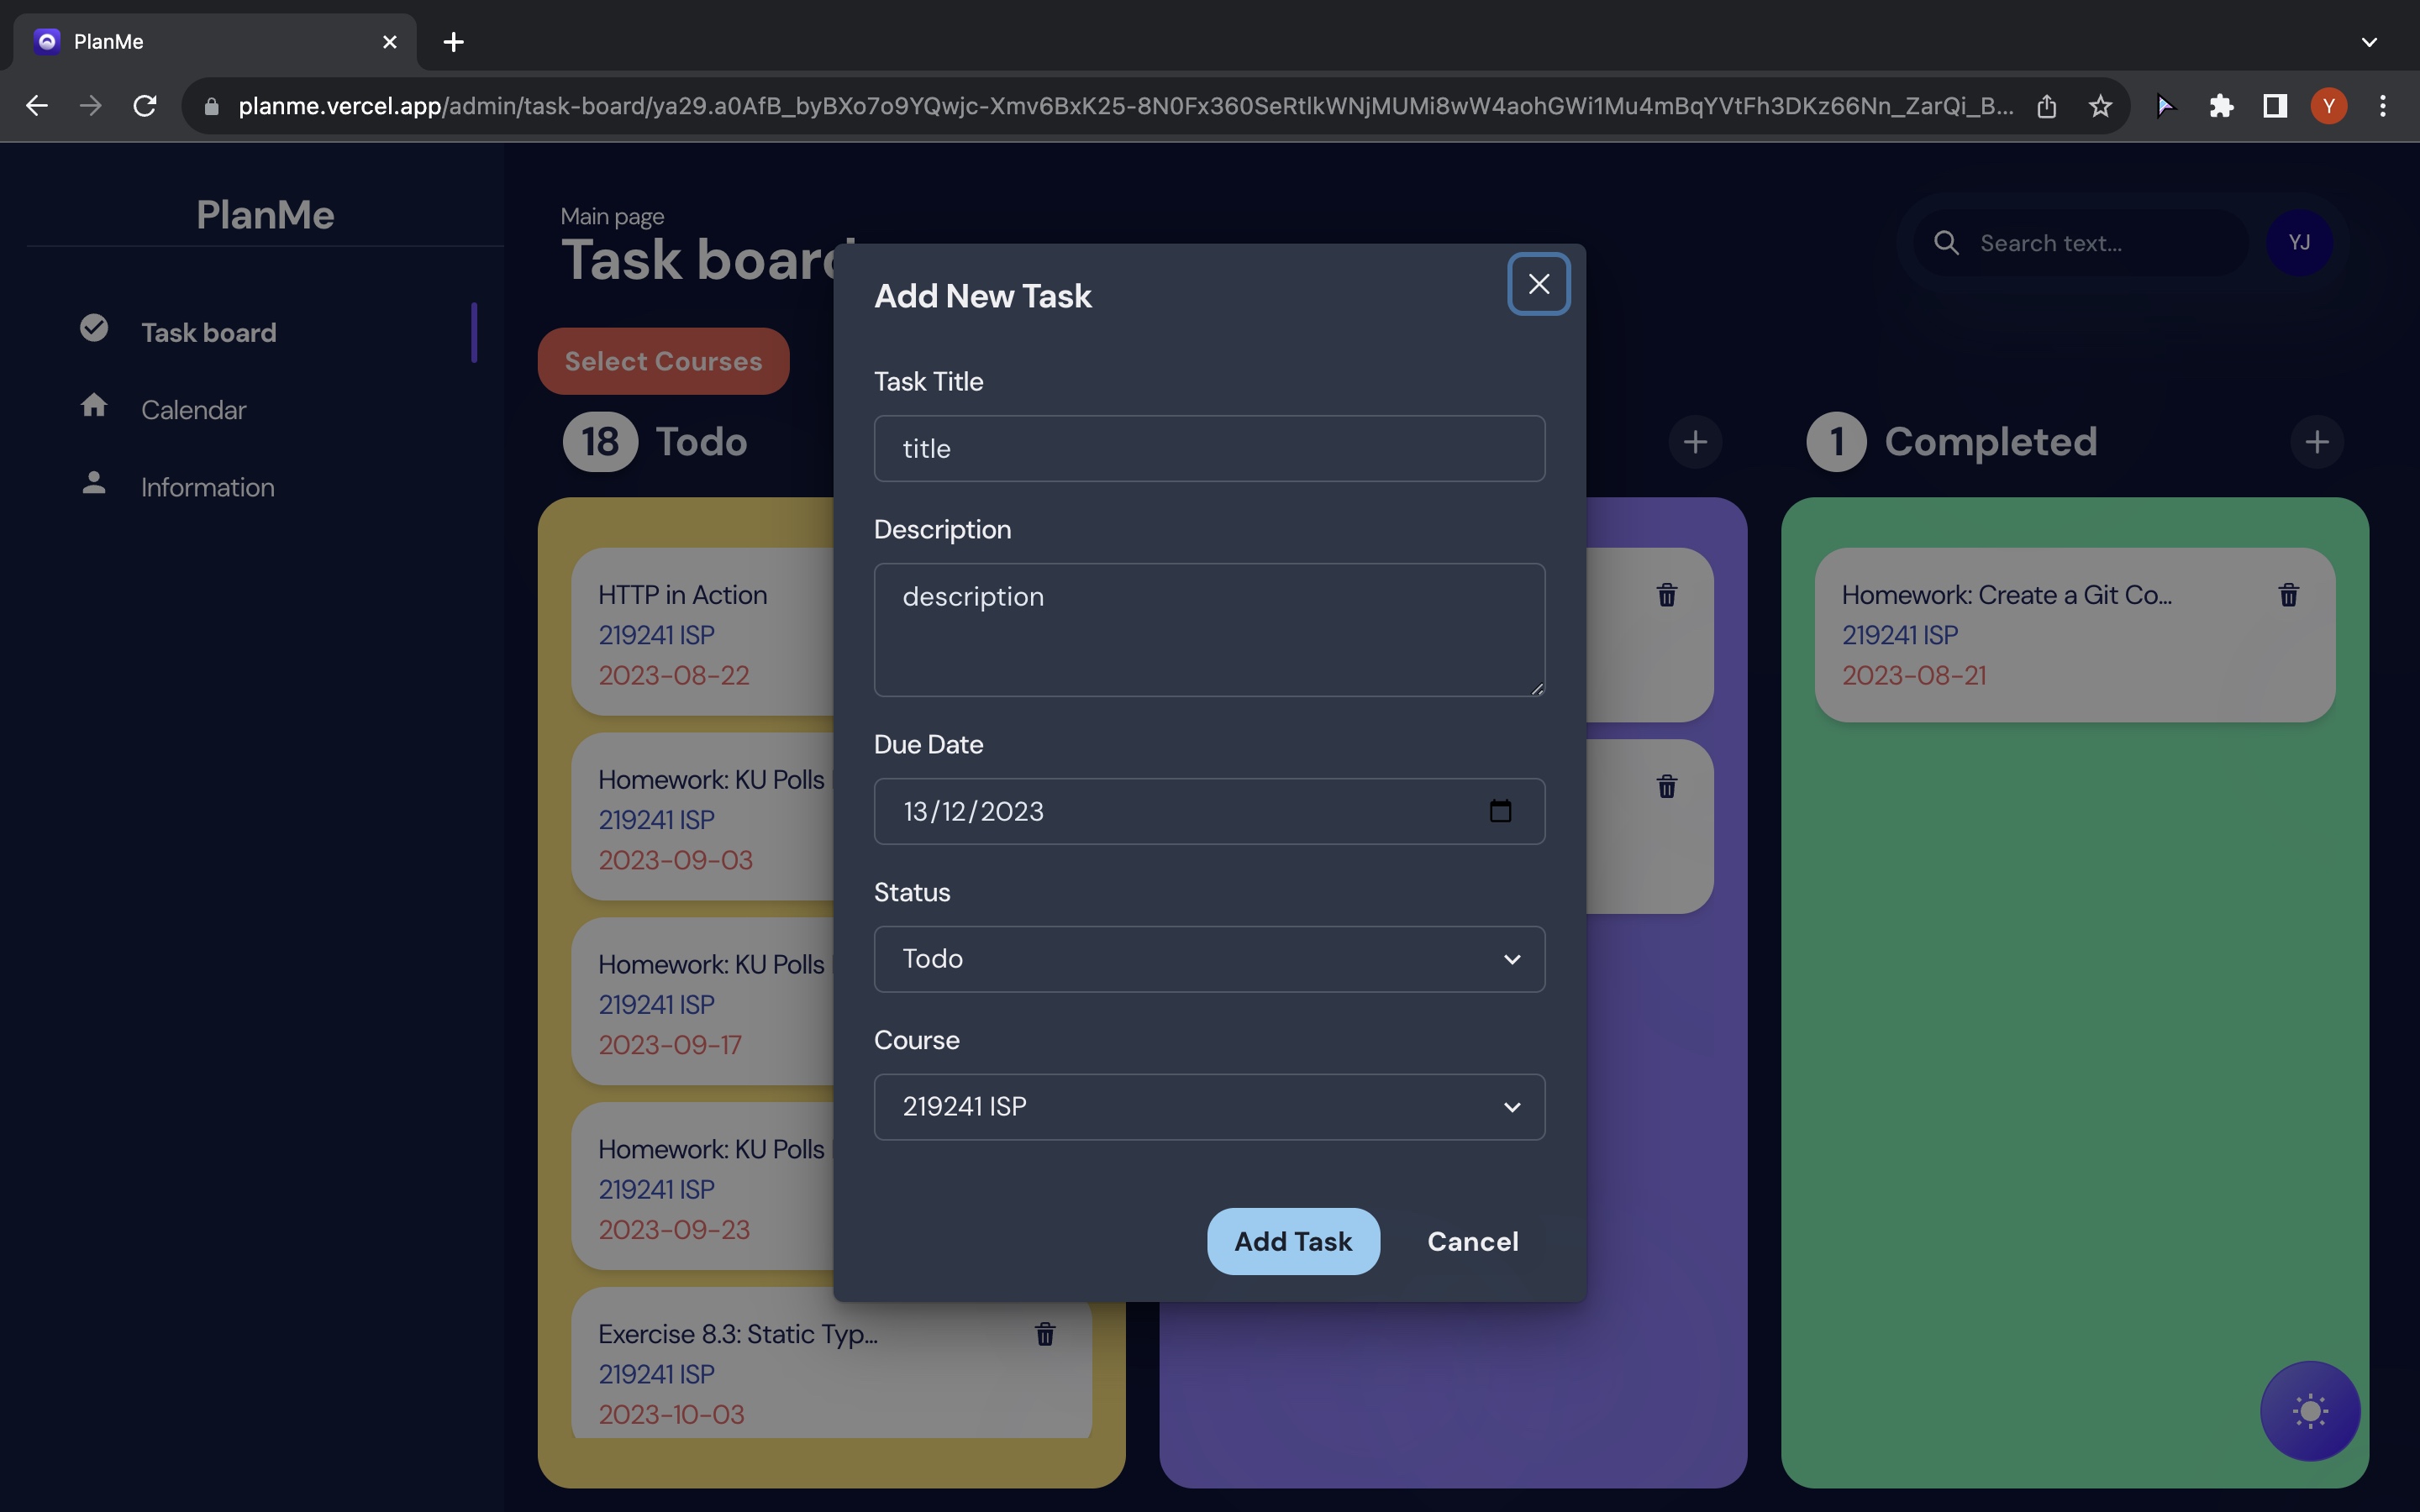 PlanMe
planme.vercel.app/admin/task-board/ya29.a0AfB_byBXo7o9YQwjc-Xmv6BxK25-8N0Fx360SeRtlkWNjMUMi8wW4aohGWi1Mu4mBqYVtFh3DKz66Nn_ZarQi_B...
Y
PlanMe
Task board
Calendar
Information
Main page
Task board
Search text...
YJ
Select Courses
18 Todo
1 Completed
HTTP in Action
219241 ISP
2023-08-22
Homework: KU Polls
219241 ISP
2023-09-03
Homework: KU Polls
219241 ISP
2023-09-17
Homework: KU Polls
219241 ISP
2023-09-23
Exercise 8.3: Static Typ...
219241 ISP
2023-10-03
Add New Task
Task Title
title
Description
description
Due Date
13/12/2023
Status
Todo
Course
219241 ISP
Add Task
Cancel
Homework: Create a Git Co...
219241 ISP
2023-08-21